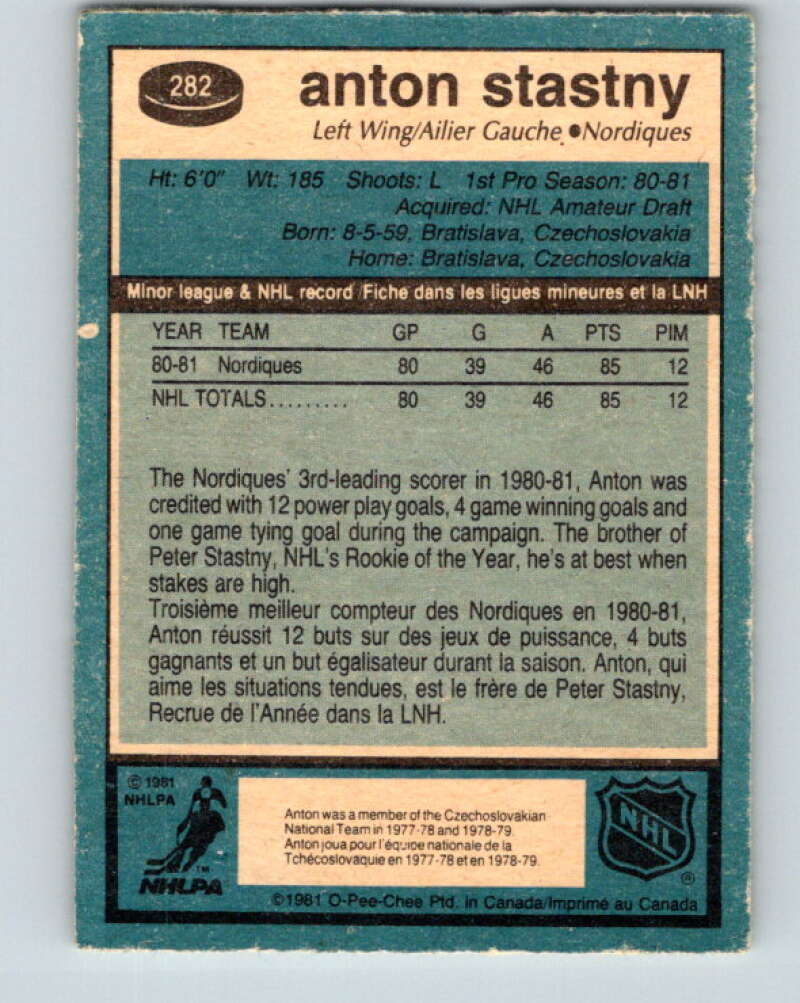 282
anton stastny
Left Wing/Ailier Gauche ●Nordiques
Ht: 6'0" Wt: 185 Shoots: L 1st Pro Season: 80-81
Acquired: NHL Amateur Draft
Born: 8-5-59, Bratislava, Czechoslovakia
Home: Bratislava, Czechoslovakia
Minor league & NHL record/Fiche dans les ligues mineures et la LNH
YEAR TEAM GP G A PTS PIM
80-81 Nordiques 80 39 46 85 12
NHL TOTALS......... 80 39 46 85 12
The Nordiques' 3rd-leading scorer in 1980-81, Anton was
credited with 12 power play goals, 4 game winning goals and
one game tying goal during the campaign. The brother of
Peter Stastny, NHL's Rookie of the Year, he's at best when
stakes are high.
Troisième meilleur compteur des Nordiques en 1980-81,
Anton réussit 12 buts sur des jeux de puissance, 4 buts
gagnants et un but égalisateur durant la saison. Anton, qui
aime les situations tendues, est le frère de Peter Stastny,
Recrue de l'Année dans la LNH.
© 1981
NHLPA
TM
NHLPA
Anton was a member of the Czechoslovakian
National Team in 1977-78 and 1978-79.
Anton joua pour l'équipe nationale de la
Tchécoslovaquie en 1977-78 et en 1978-79.
NHL
®
©1981 O-Pee-Chee Ptd. in Canada/Imprimé au Canada